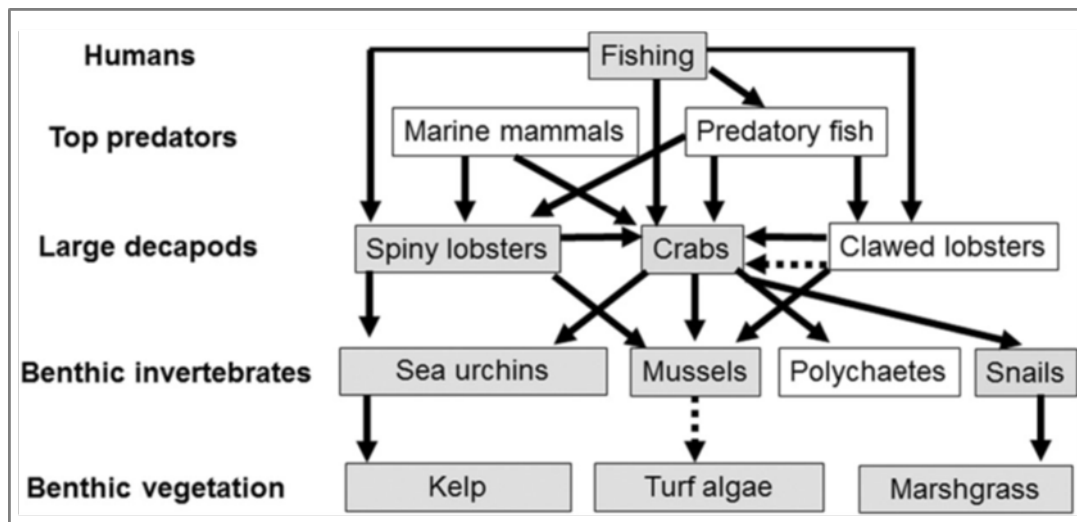 Humans
Fishing
Top predators
Marine mammals
Predatory fish
Large decapods
Spiny lobsters
Crabs
Clawed lobsters
Benthic invertebrates
Sea urchins
Mussels
Polychaetes
Snails
Benthic vegetation
Kelp
Turf algae
Marshgrass